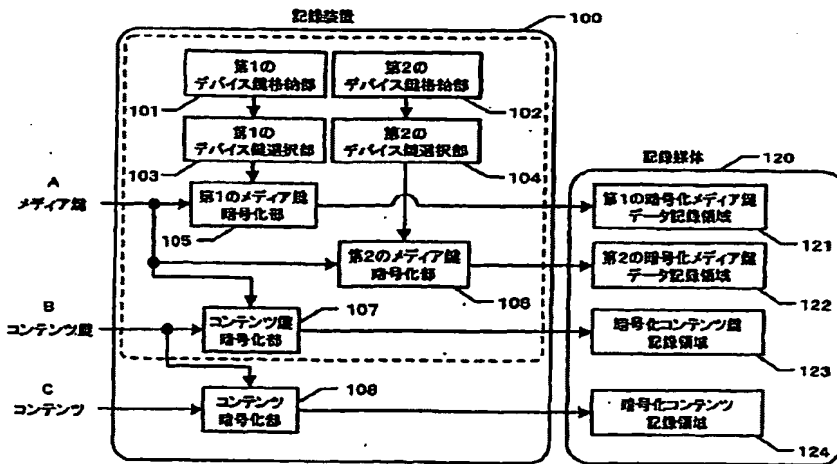 記録装置
100
第1の
デバイス鍵格納部
第2の
デバイス鍵格納部
101
102
第1の
デバイス鍵選択部
第2の
デバイス鍵選択部
103
104
記録媒体
120
A
メディア鍵
第1のメディア鍵
暗号化部
105
第1の暗号化メディア鍵
データ記録領域
121
第2のメディア鍵
暗号化部
106
第2の暗号化メディア鍵
データ記録領域
122
B
コンテンツ鍵
コンテンツ鍵
暗号化部
107
暗号化コンテンツ鍵
記録領域
123
C
コンテンツ
コンテンツ
暗号化部
108
暗号化コンテンツ
記録領域
124